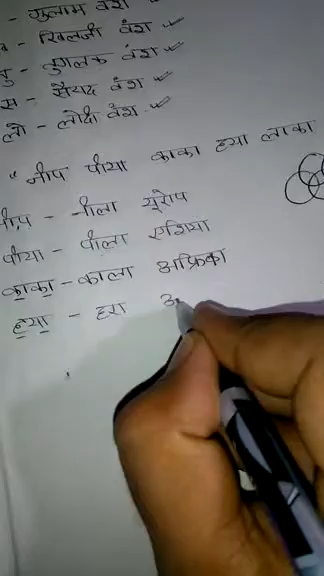 - गुलाम वंश
- खिलजी वंश
तु - तुगलक वंश
स - सैयद वंश
लो - लोदी वंश
"नीप पीया काका हया लाका
नीप - नीला यूरोप
पीया - पीला एशिया
काका - काला अफ्रिका
हया - हरा